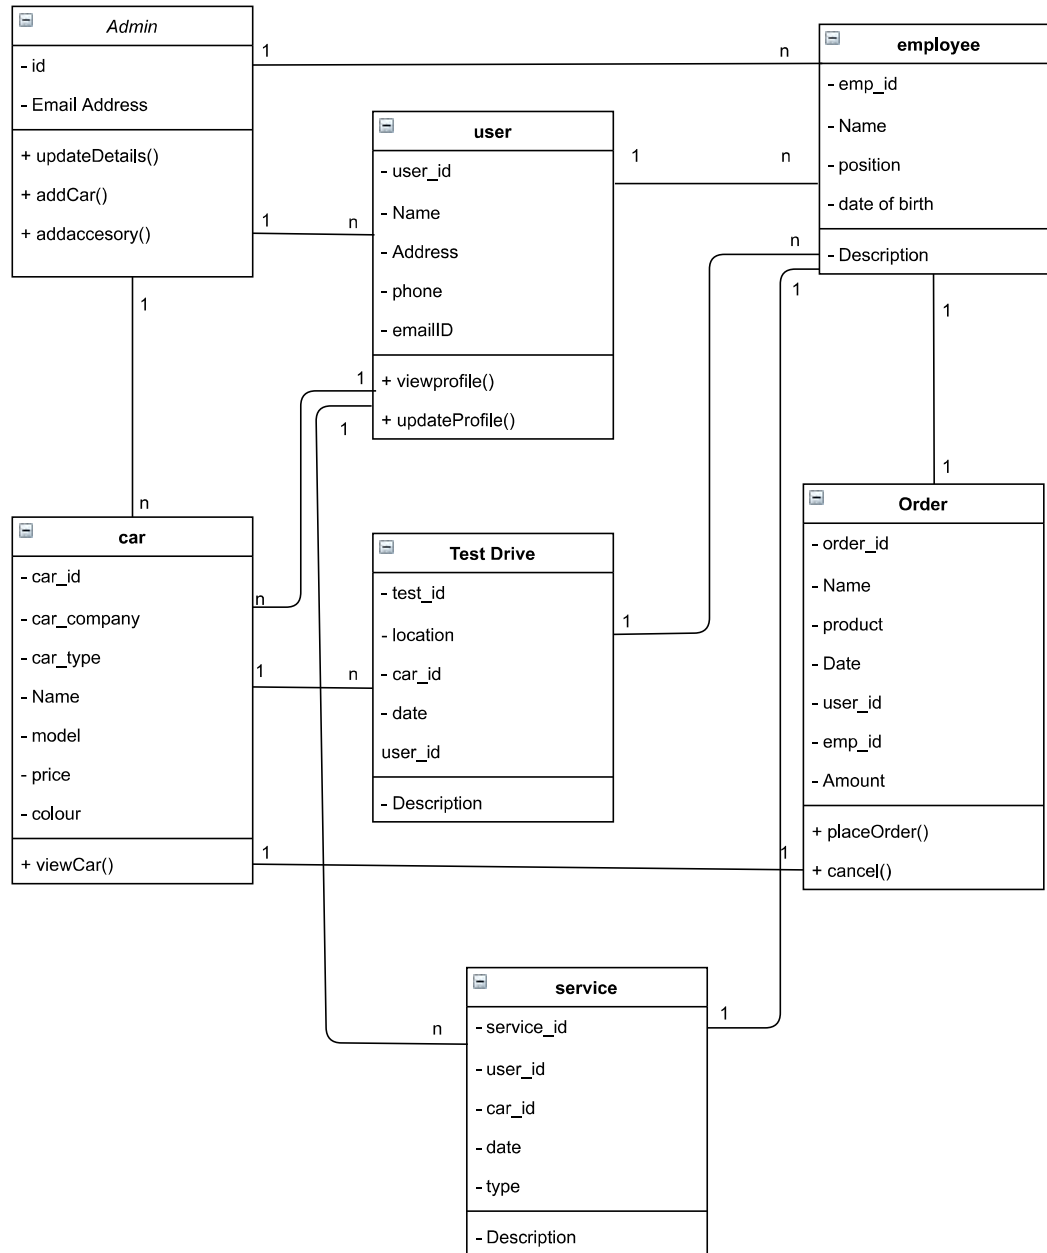 Admin
- id
- Email Address
+ updateDetails()
+ addCar()
+ addaccesory()
1
n
employee
- emp_id
- Name
- position
- date of birth
- Description
user
- user_id
- Name
- Address
- phone
- emailID
+ viewprofile()
+ updateProfile()
1
n
1
n
n
1
1
n
1
1
n
1
1
1
car
- car_id
- car_company
- car_type
- Name
- model
- price
- colour
+ viewCar()
Test Drive
- test_id
- location
- car_id
- date
user_id
- Description
1
1
n
Order
- order_id
- Name
- product
- Date
- user_id
- emp_id
- Amount
+ placeOrder()
+ cancel()
1
1
service
- service_id
- user_id
- car_id
- date
- type
- Description
n
1